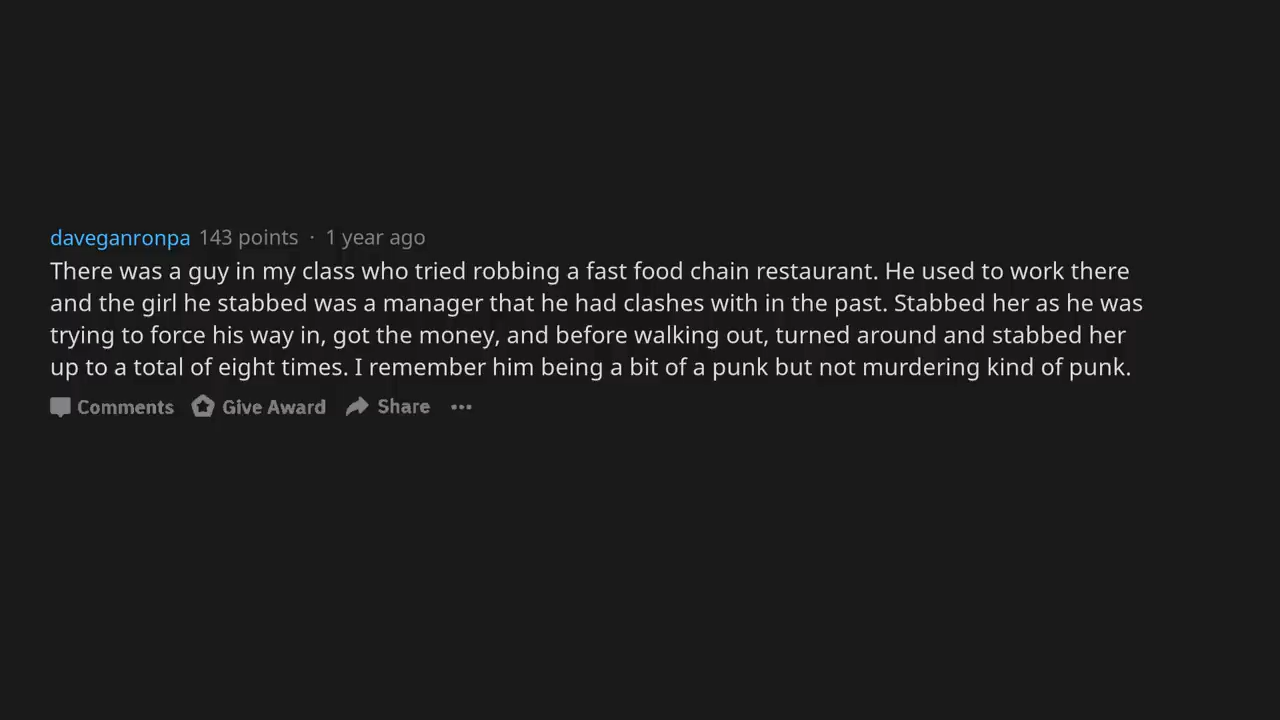 daveganronpa 143 points · 1 year ago
There was a guy in my class who tried robbing a fast food chain restaurant. He used to work there
and the girl he stabbed was a manager that he had clashes with in the past. Stabbed her as he was
trying to force his way in, got the money, and before walking out, turned around and stabbed her
up to a total of eight times. I remember him being a bit of a punk but not murdering kind of punk.
Comments Give Award Share ···